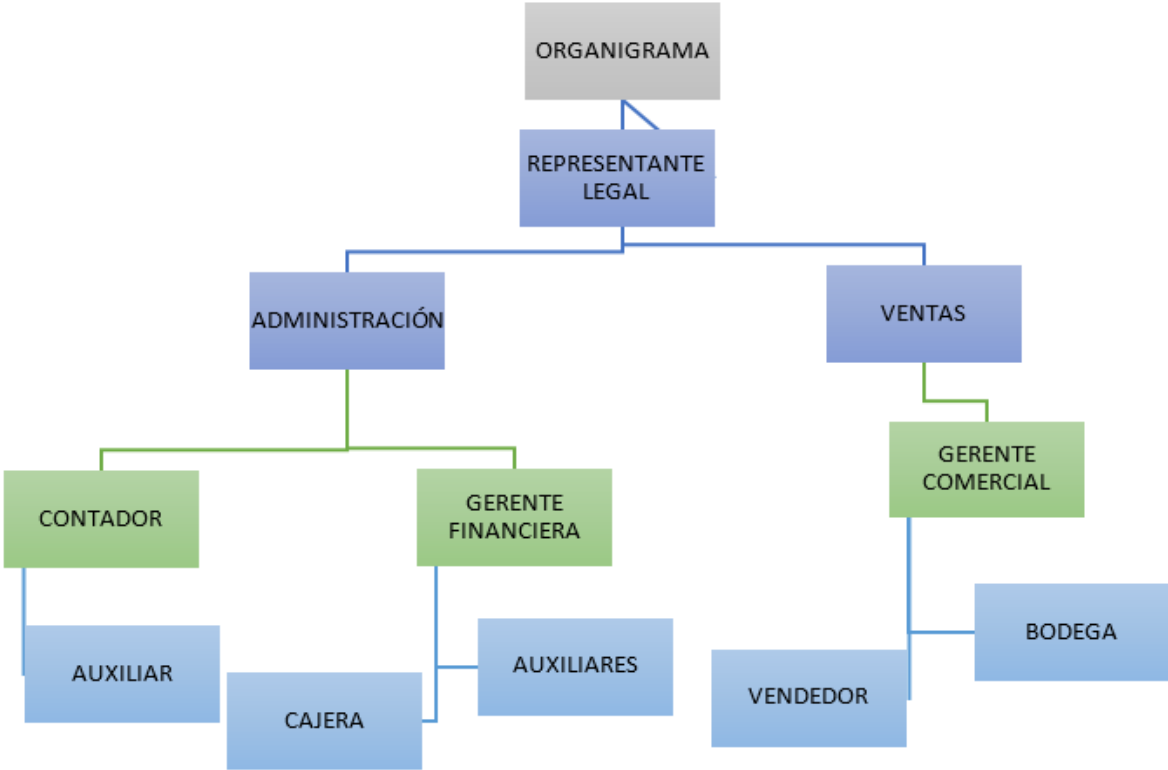 ORGANIGRAMA
REPRESENTANTE
LEGAL
ADMINISTRACIÓN
VENTAS
CONTADOR
GERENTE
FINANCIERA
GERENTE
COMERCIAL
AUXILIAR
CAJERA
AUXILIARES
VENDEDOR
BODEGA